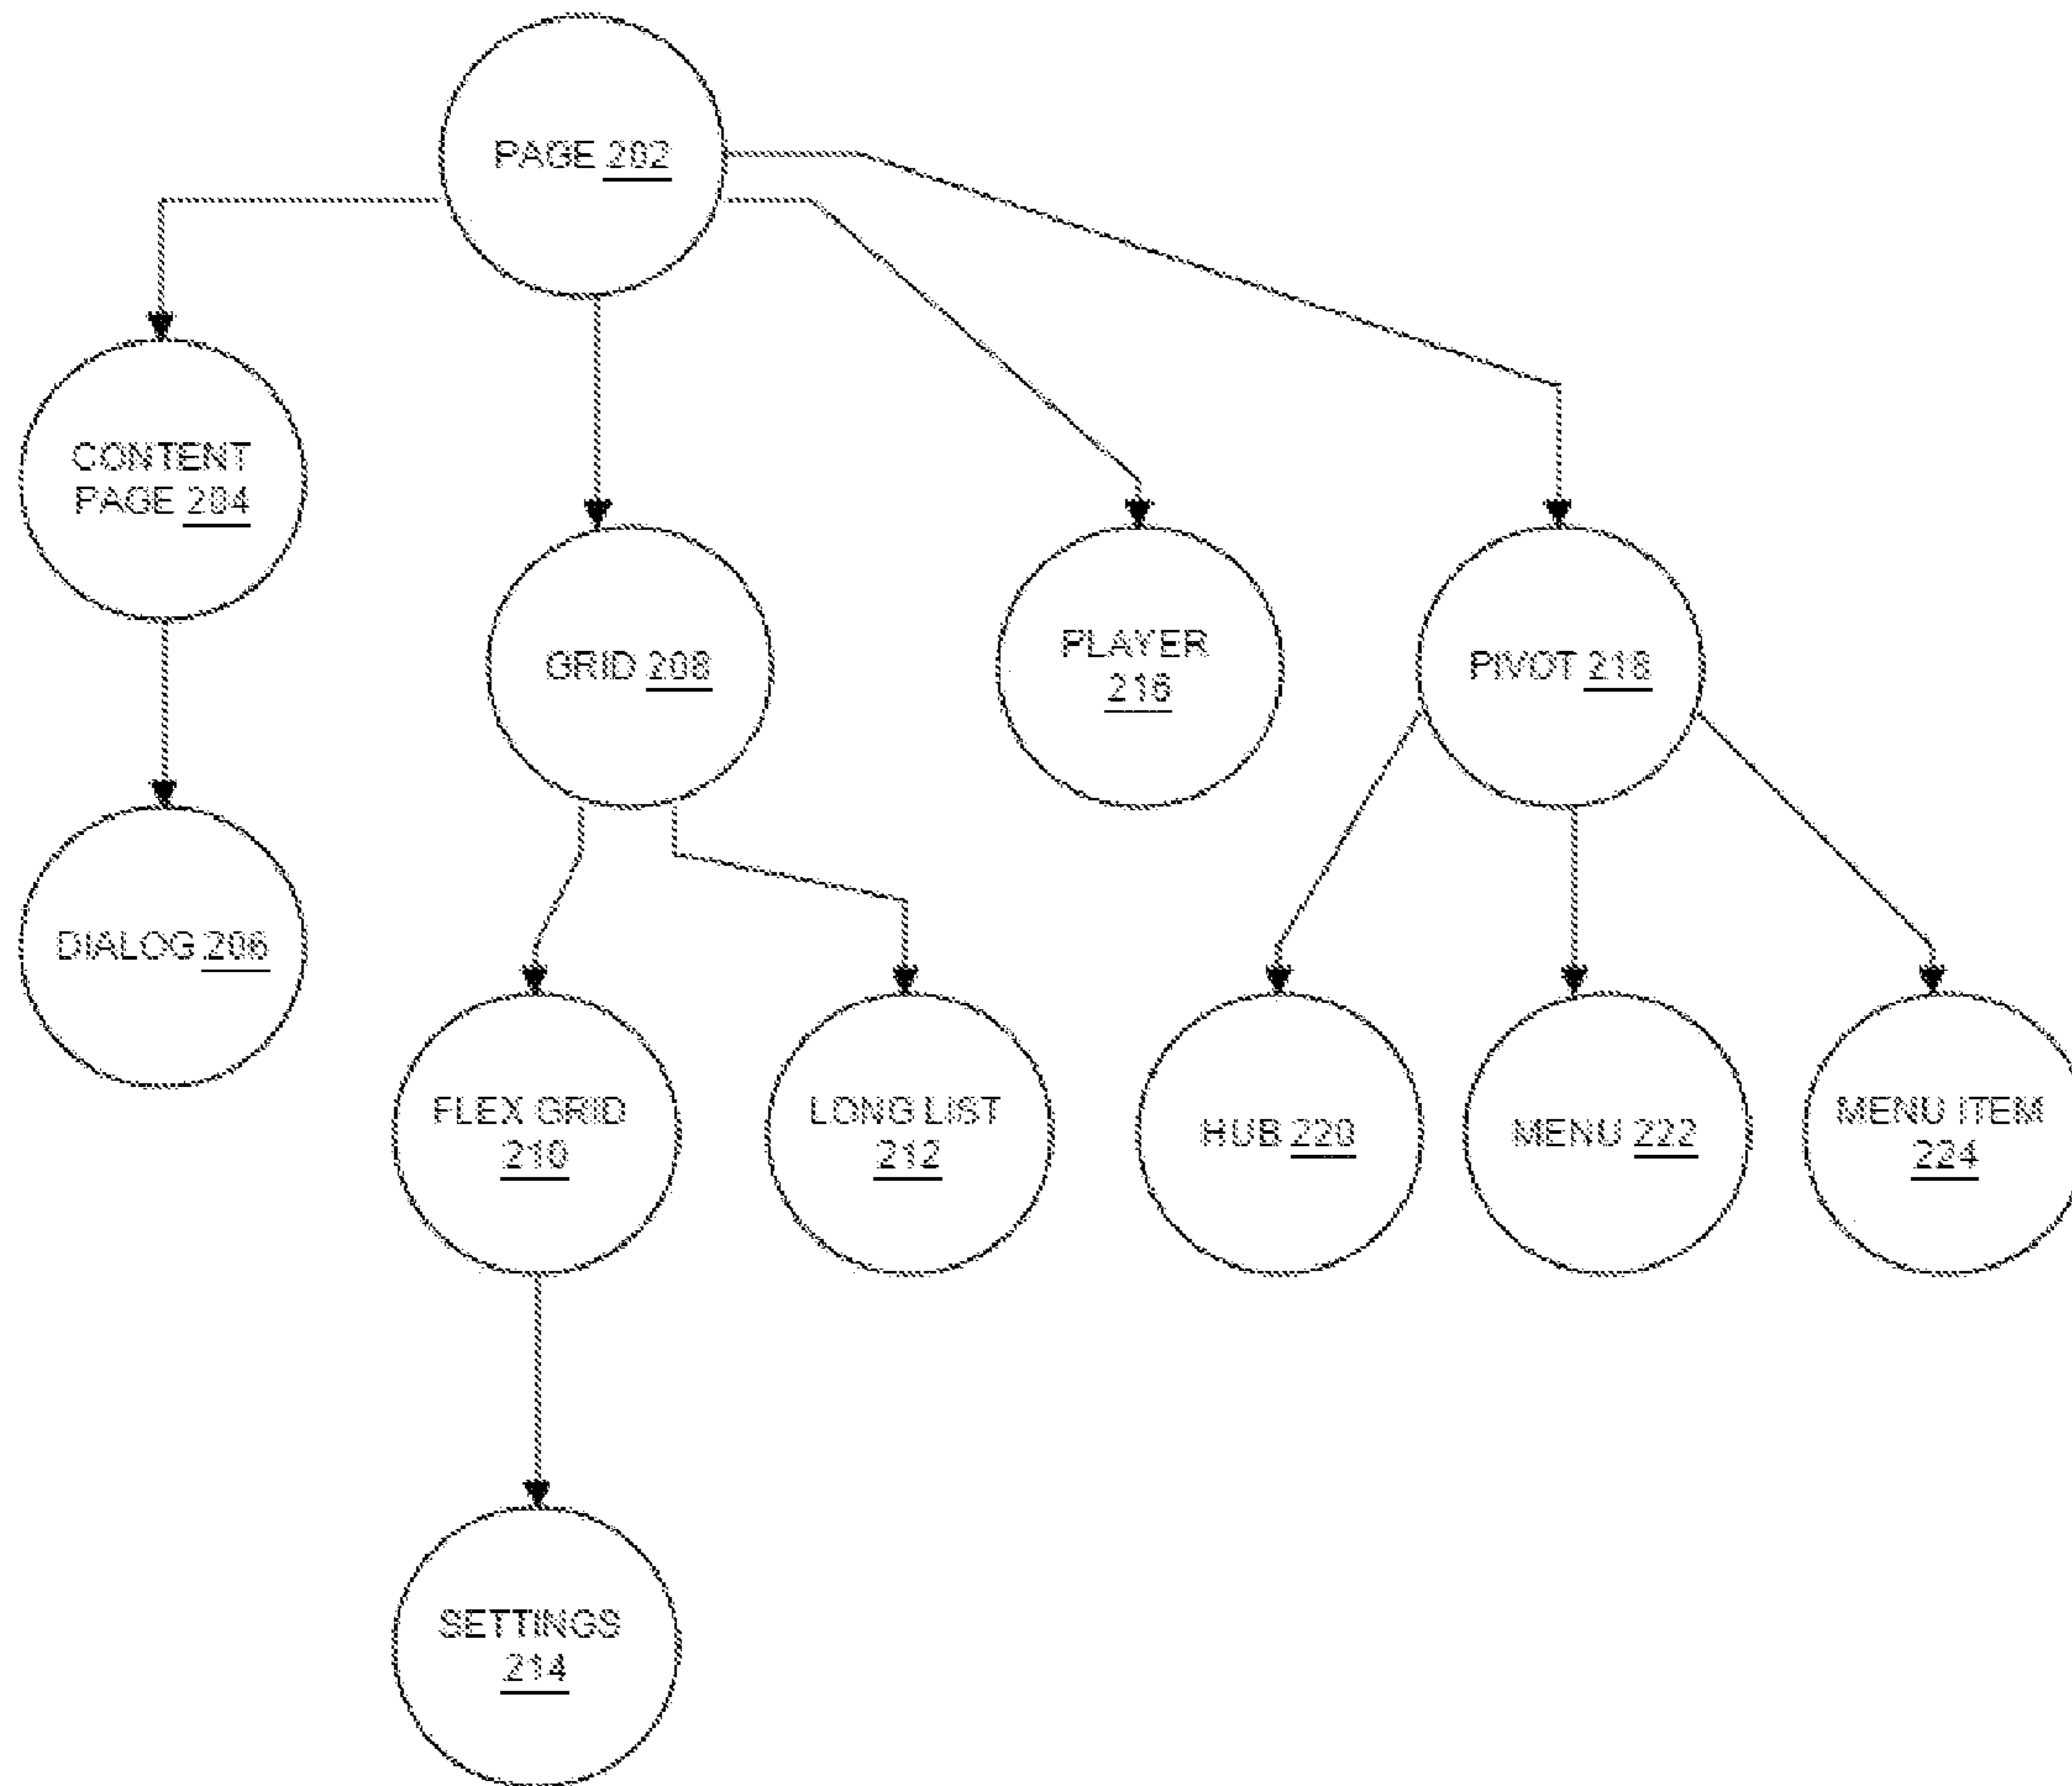 PAGE 202
CONTENT
PAGE 204
GRID 208
PLAYER
216
PIVOT 218
DIALOG 206
FLEX GRID
210
LONG LIST
212
HUB 220
MENU 222
MENU ITEM
224
SETTINGS
214